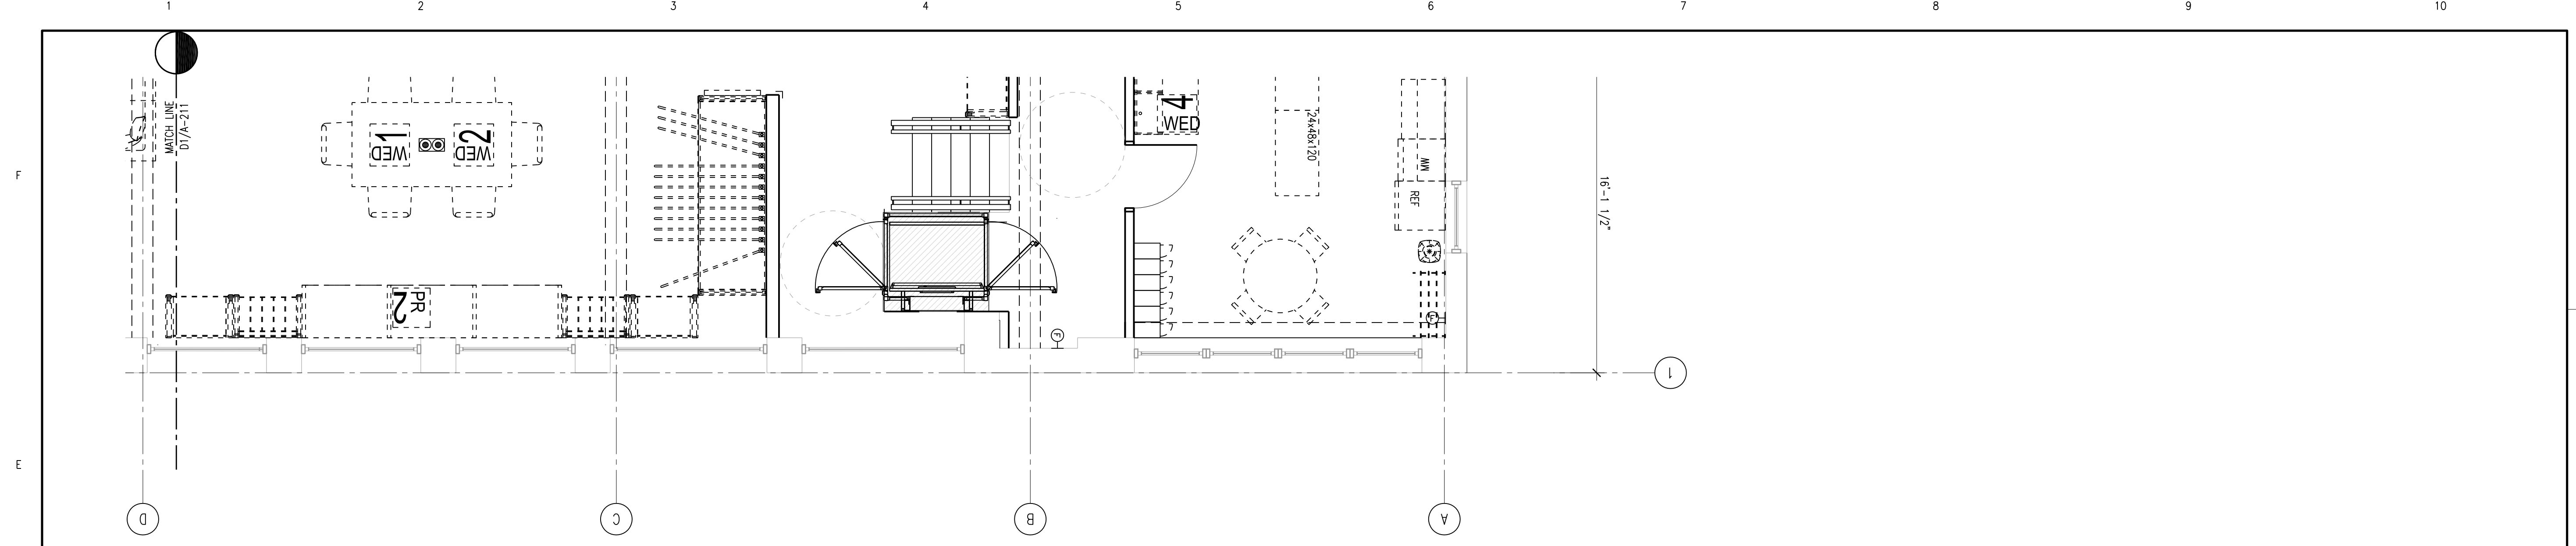 1 2 3 4 5 6 7 8 9 10
F
E
MATCH LINE
D1/A-211
WED
1
WED
2
PR
2
4
WED
24x48x120
MW
REF
F
F
16'-1 1/2"
1
D
C
B
A